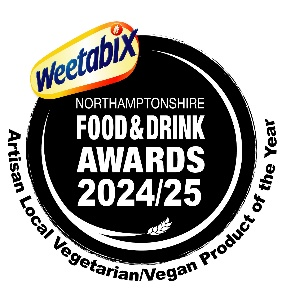 Weetabix
NORTHAMPTONSHIRE
FOOD & DRINK
AWARDS
2024/25
Artisan Local Vegetarian/Vegan Product of the Year